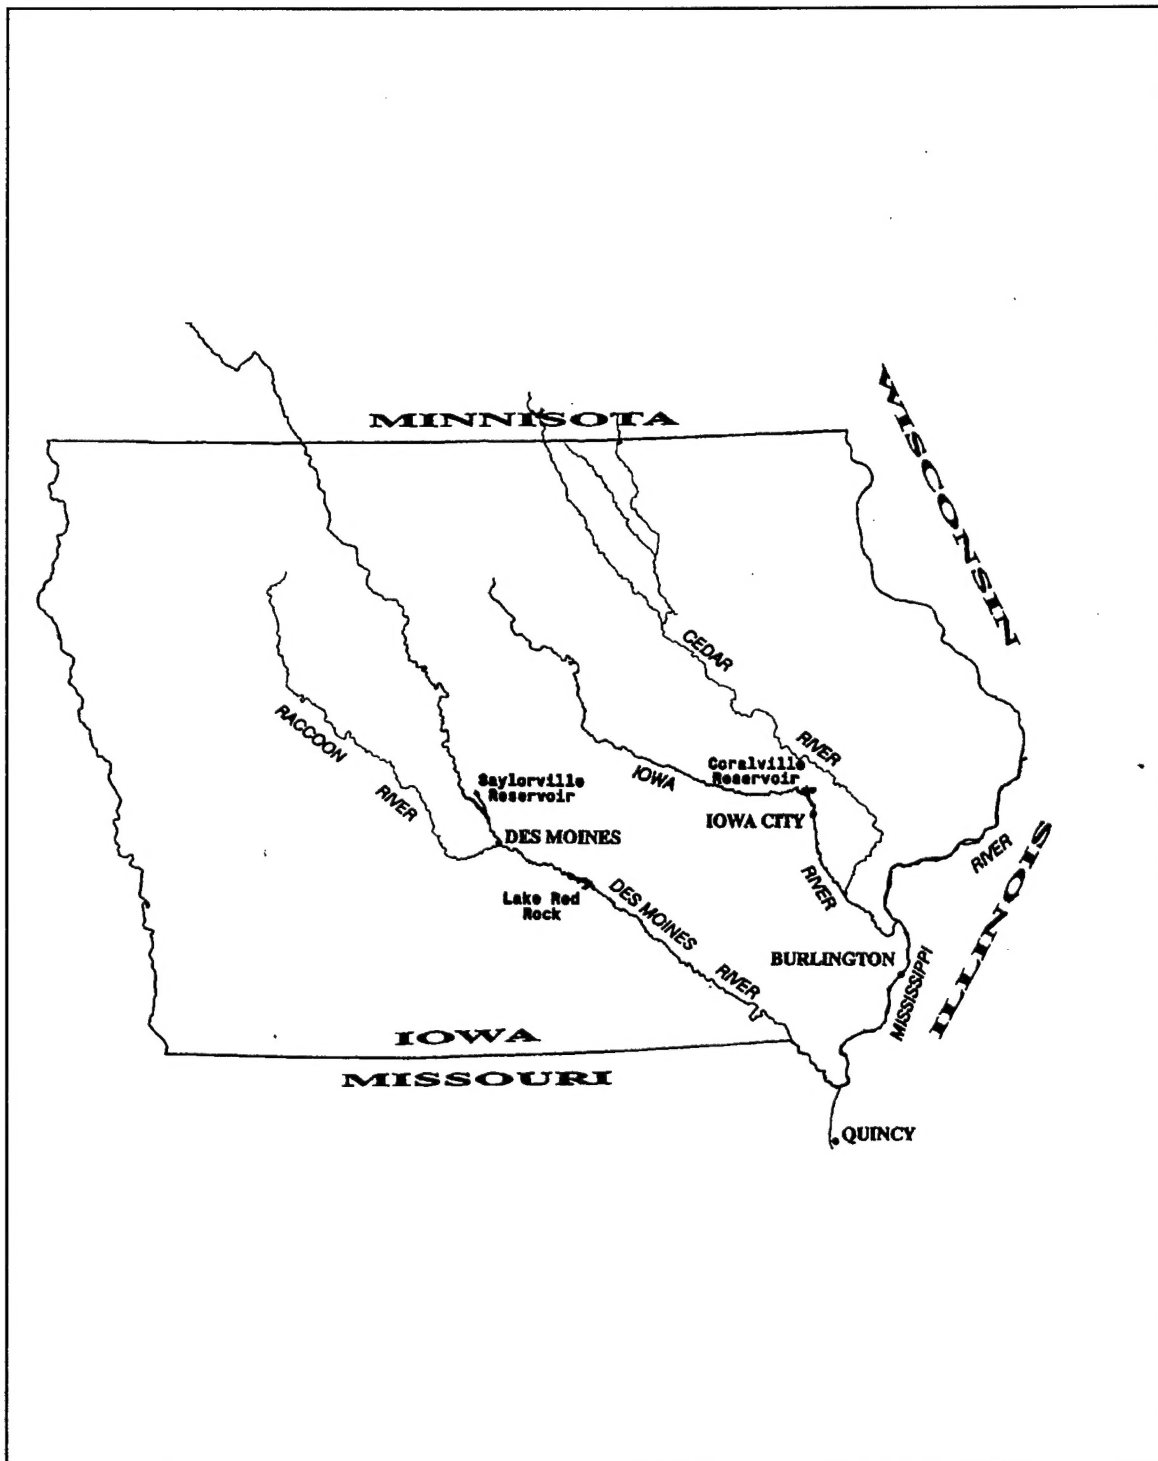 MINNISOTA
WISCONSIN
CEDAR
RIVER
RACCOON
RIVER
Saylorville
Reservoir
IOWA
Coralville
Reservoir
IOWA CITY
RIVER
DES MOINES
Lake Red
Rock
DES MOINES
RIVER
RIVER
ILLINOIS
BURLINGTON
MISSISSIPPI
IOWA
MISSOURI
QUINCY